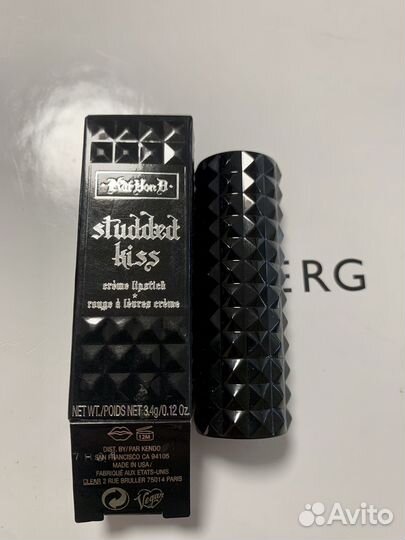 Kat Von D
studded
kiss
crème lipstick
rouge à lèvres crème
NET WT./POIDS NET 3.4g/0.12 Oz.
12M
DIST. BY/PAR KENDO
SAN FRANCISCO CA 94105
MADE IN USA/
FABRIQUÉ AUX ETATS-UNIS
CLEAR 2 RUE BRULLER 75014 PARIS
Vegan
ERG
Avito